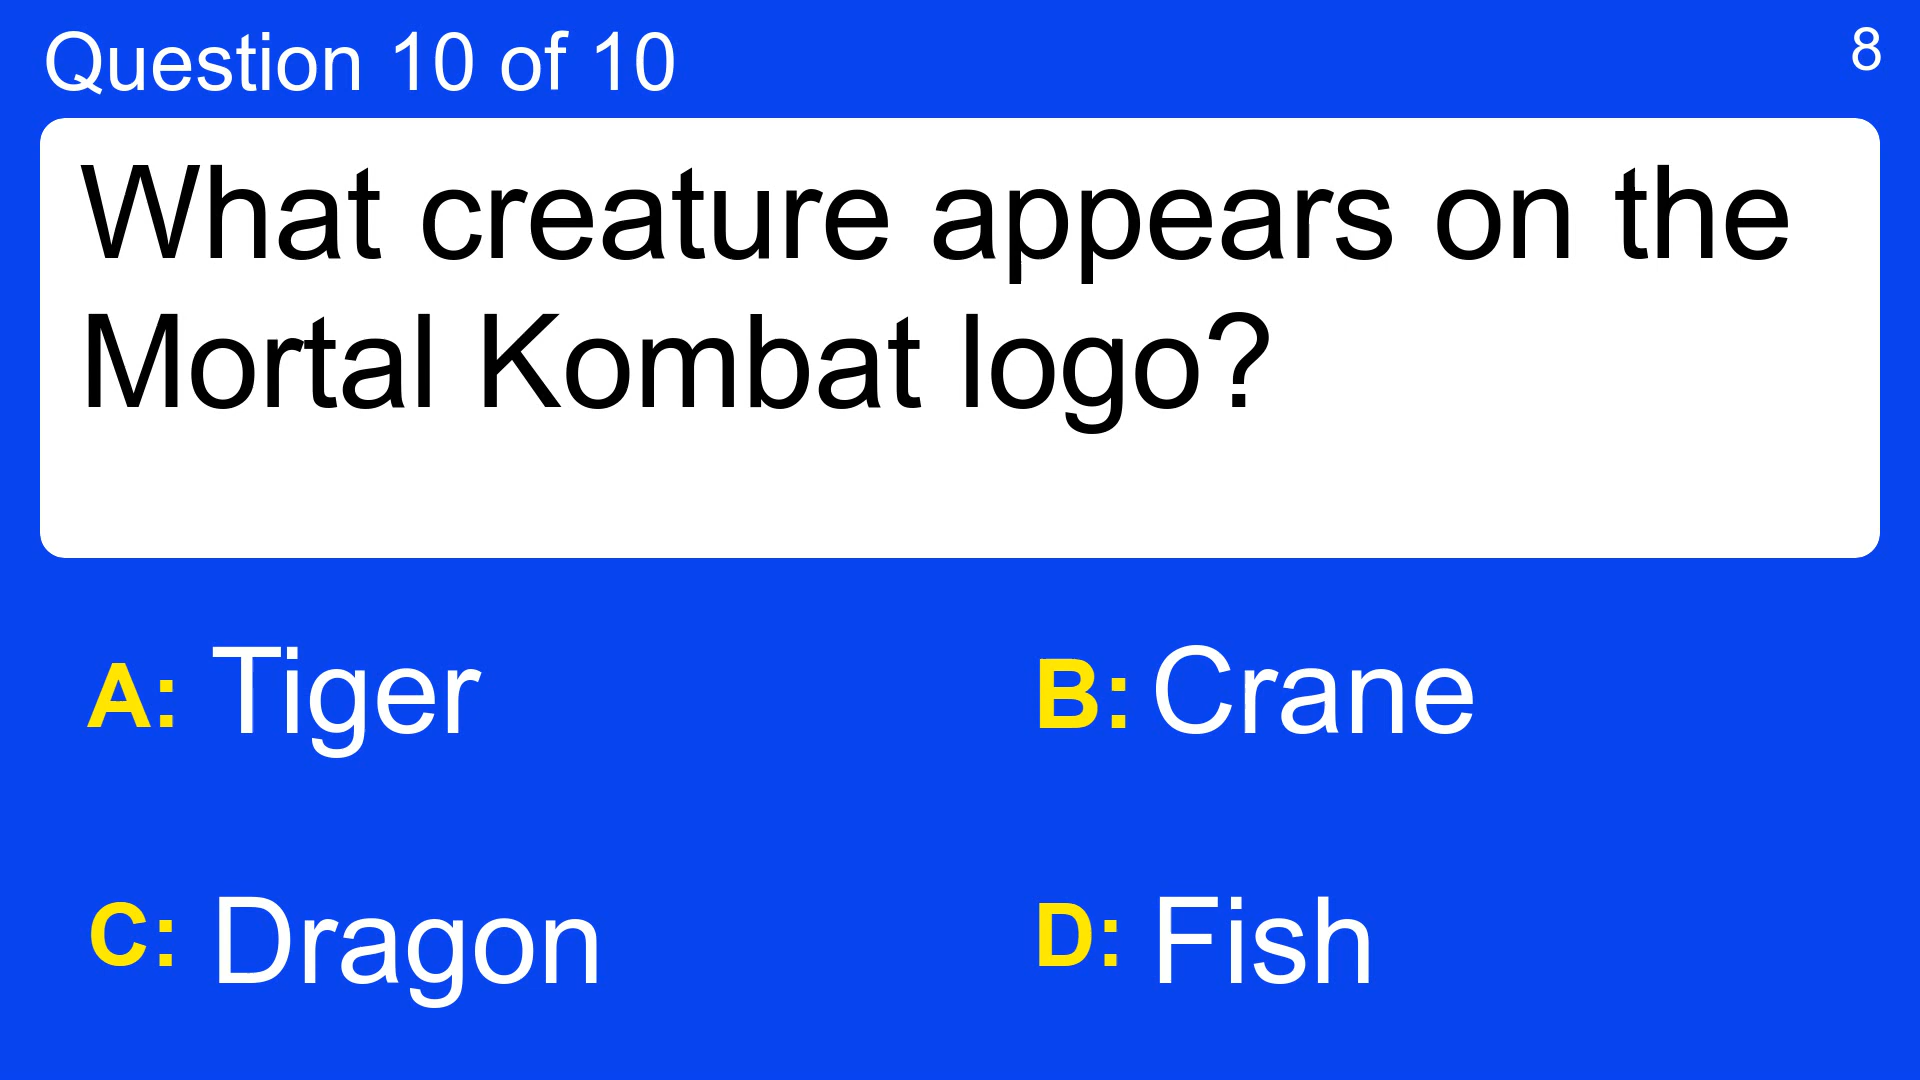 Question 10 of 10
8
What creature appears on the
Mortal Kombat logo?
A: Tiger
B: Crane
C: Dragon
D: Fish